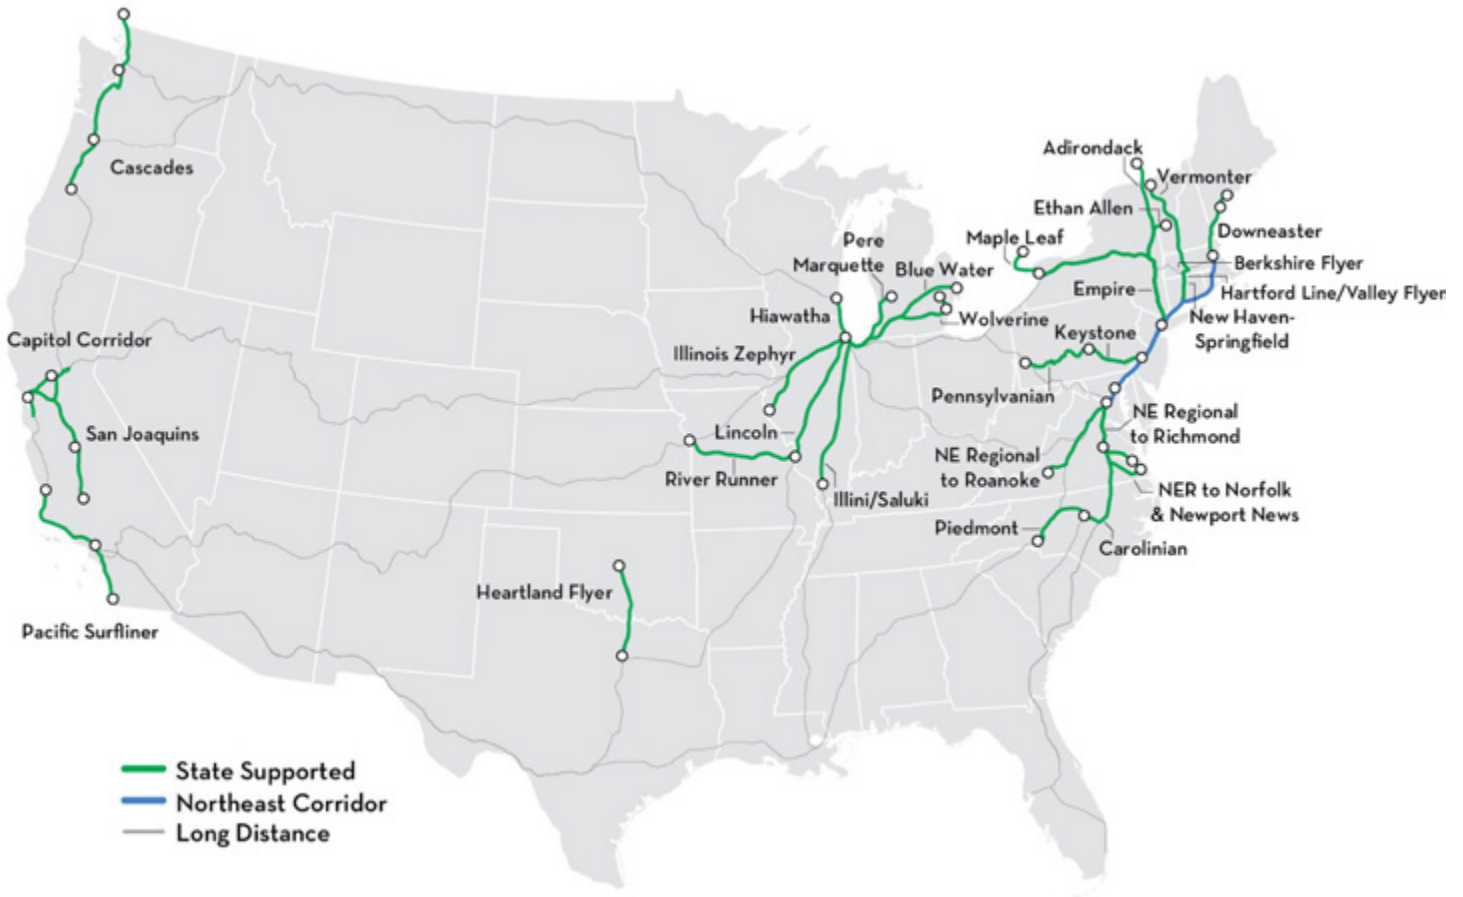 Cascades
Capitol Corridor
San Joaquins
Pacific Surfliner
Heartland Flyer
Hiawatha
Pere
Marquette
Blue Water
Wolverine
Illinois Zephyr
Lincoln
River Runner
Illini/Saluki
Adirondack
Vermonter
Ethan Allen
Maple Leaf
Downeaster
Berkshire Flyer
Empire
Hartford Line/Valley Flyer
New Haven-
Springfield
Keystone
Pennsylvanian
NE Regional
to Richmond
NE Regional
to Roanoke
NER to Norfolk
& Newport News
Piedmont
Carolinian
State Supported
Northeast Corridor
Long Distance